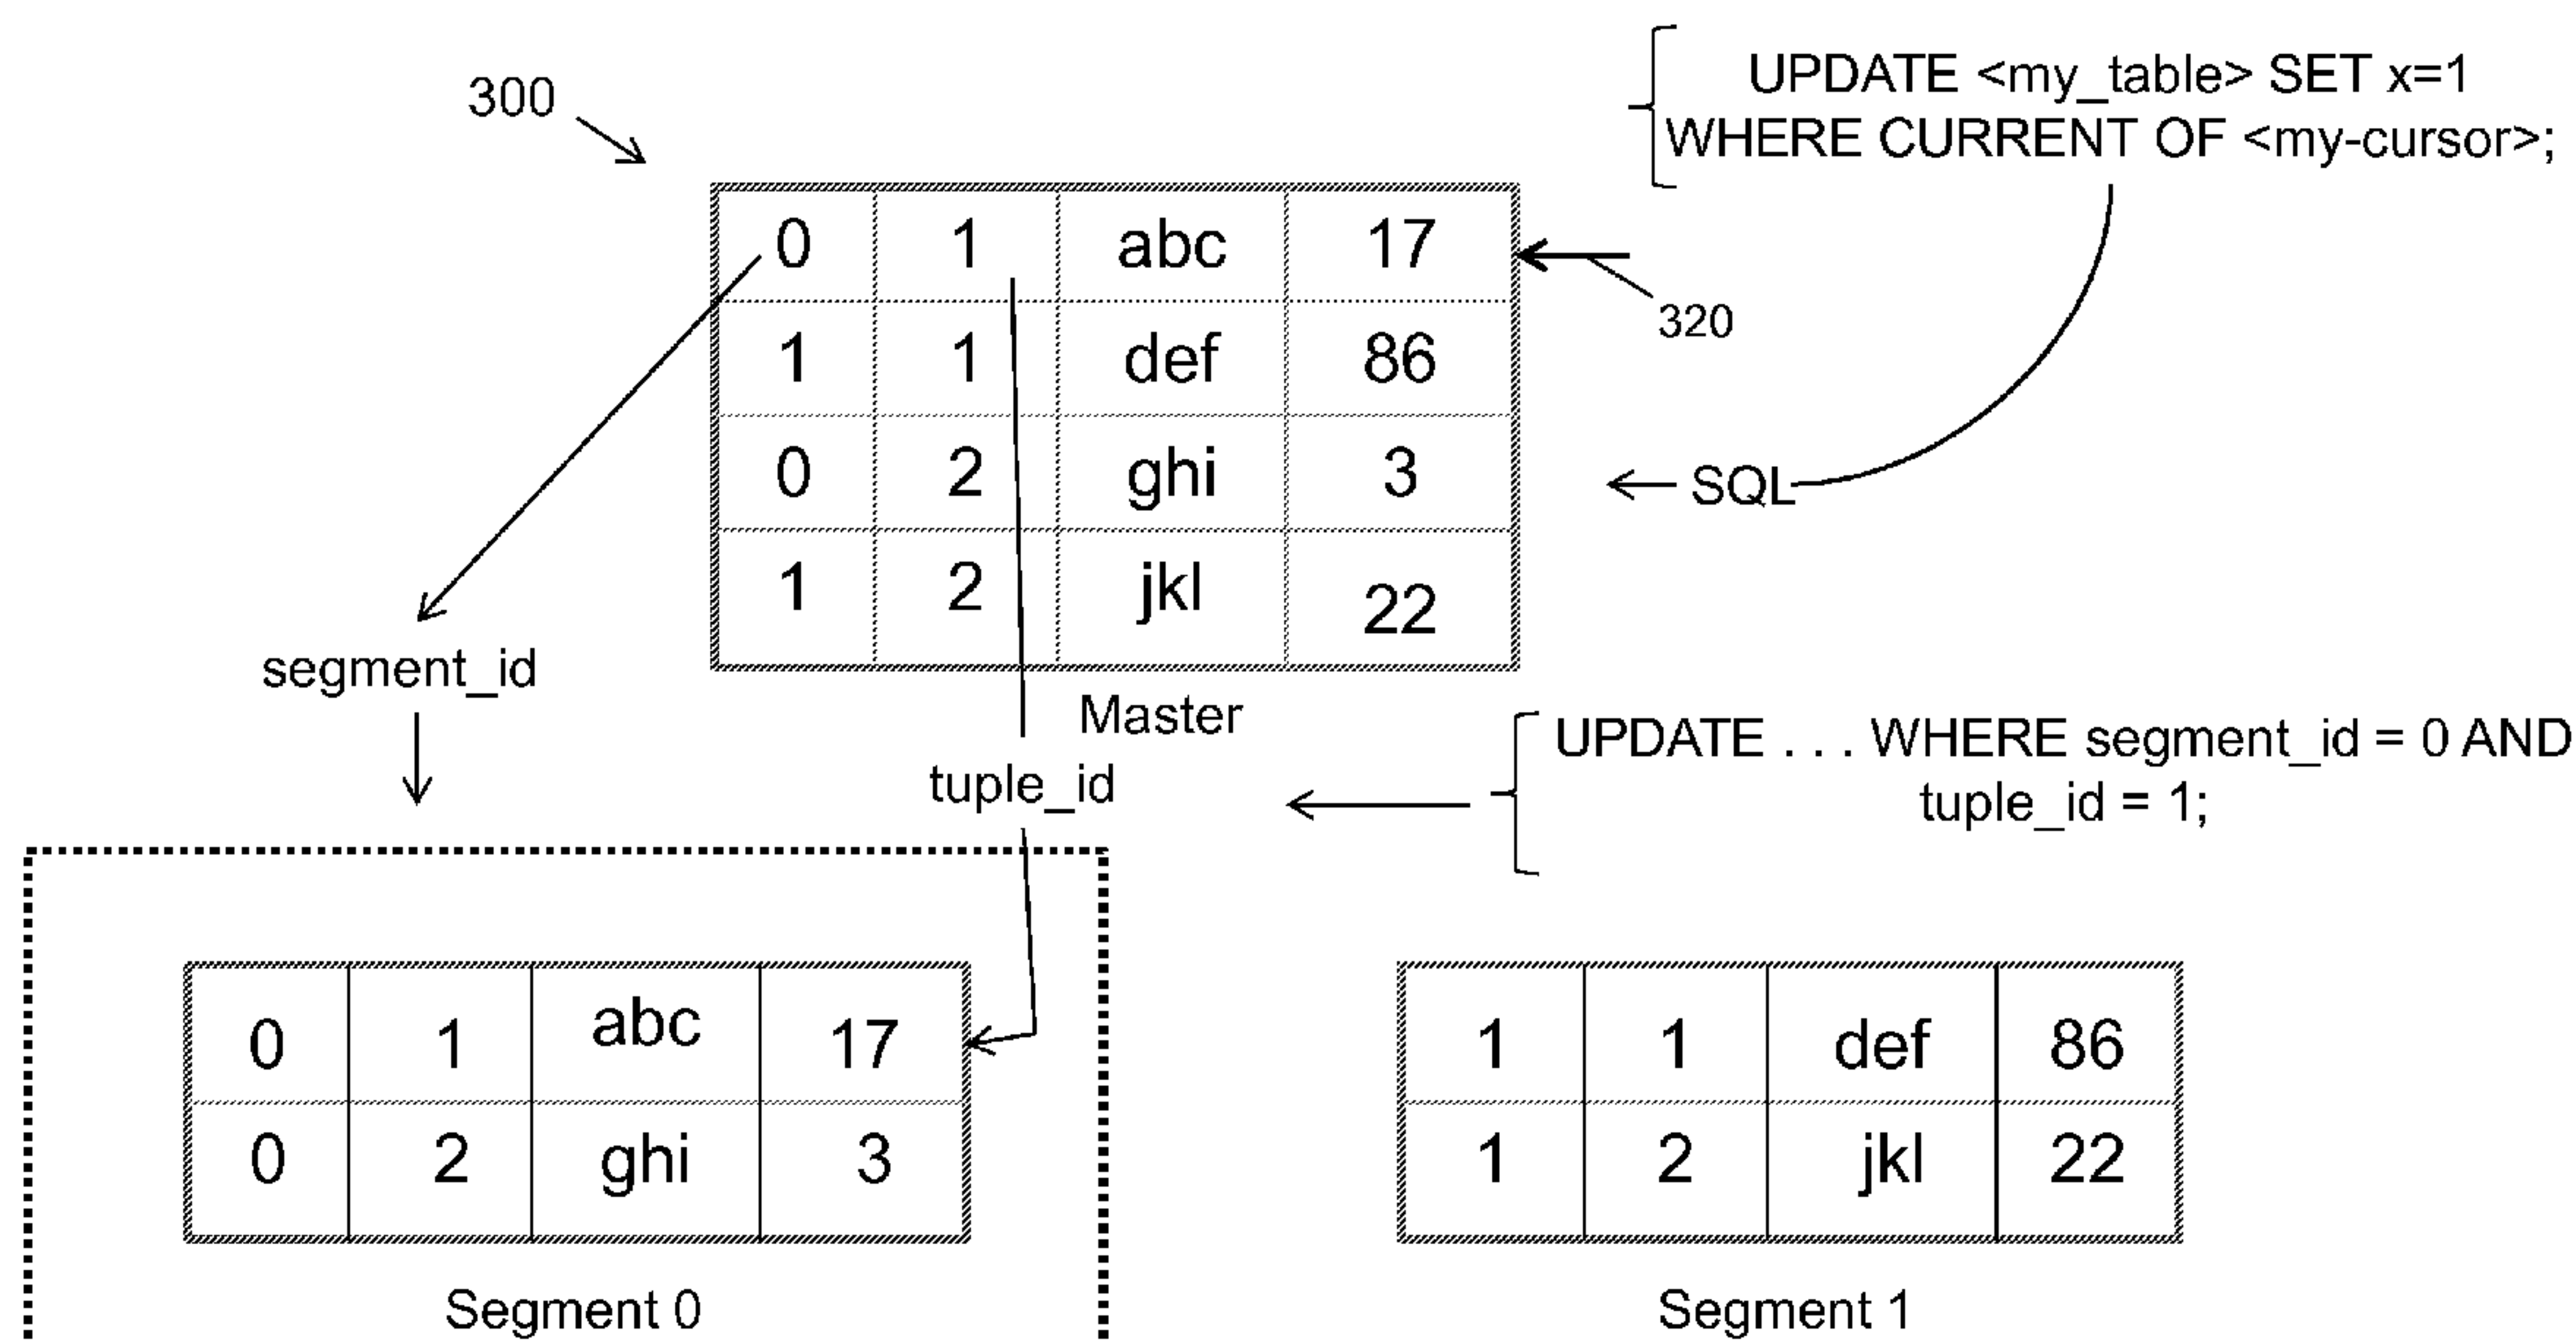 300
UPDATE <my_table> SET x=1
WHERE CURRENT OF <my-cursor>;
0 1 abc 17
320
1 1 def 86
0 2 ghi 3
SQL
1 2 jkl 22
segment_id
Master
tuple_id
UPDATE . . . WHERE segment_id = 0 AND
tuple_id = 1;
0 1 abc 17
0 2 ghi 3
Segment 0
1 1 def 86
1 2 jkl 22
Segment 1